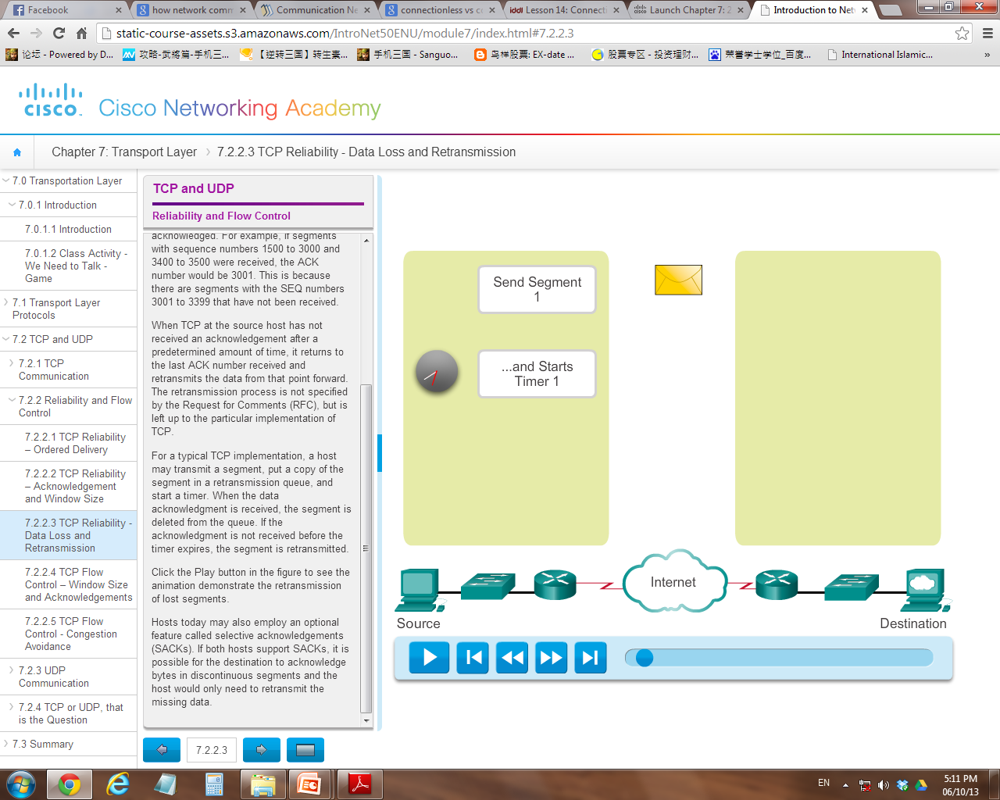 Facebook
how network comm
Communication Ne
connectionless vs c
Lesson 14: Connecti
Launch Chapter 7: 2
Introduction to Net
static-course-assets.s3.amazonaws.com/IntroNet50ENU/module7/index.html#7.2.2.3
论坛 - Powered by D...
攻略-武將篇-手机三...
【逆转三国】转生素...
手机三国 - Sanguo...
鸟样股票: EX-date ...
股票专区 - 投资理财...
荣誉学士学位_百度...
International Islamic...
»
cisco.
Cisco Networking Academy
Chapter 7: Transport Layer
7.2.2.3 TCP Reliability - Data Loss and Retransmission
7.0 Transportation Layer
7.0.1 Introduction
7.0.1.1 Introduction
7.0.1.2 Class Activity -
We Need to Talk -
Game
7.1 Transport Layer
Protocols
7.2 TCP and UDP
7.2.1 TCP
Communication
7.2.2 Reliability and Flow
Control
7.2.2.1 TCP Reliability
– Ordered Delivery
7.2.2.2 TCP Reliability
– Acknowledgement
and Window Size
7.2.2.3 TCP Reliability -
Data Loss and
Retransmission
7.2.2.4 TCP Flow
Control – Window Size
and Acknowledgements
7.2.2.5 TCP Flow
Control - Congestion
Avoidance
7.2.3 UDP
Communication
7.2.4 TCP or UDP, that
is the Question
7.3 Summary
TCP and UDP
Reliability and Flow Control
acknowledged. For example, if segments
with sequence numbers 1500 to 3000 and
3400 to 3500 were received, the ACK
number would be 3001. This is because
there are segments with the SEQ numbers
3001 to 3399 that have not been received.
When TCP at the source host has not
received an acknowledgement after a
predetermined amount of time, it returns to
the last ACK number received and
retransmits the data from that point forward.
The retransmission process is not specified
by the Request for Comments (RFC), but is
left up to the particular implementation of
TCP.
For a typical TCP implementation, a host
may transmit a segment, put a copy of the
segment in a retransmission queue, and
start a timer. When the data
acknowledgment is received, the segment is
deleted from the queue. If the
acknowledgment is not received before the
timer expires, the segment is retransmitted.
Click the Play button in the figure to see the
animation demonstrate the retransmission
of lost segments.
Hosts today may also employ an optional
feature called selective acknowledgements
(SACKs). If both hosts support SACKs, it is
possible for the destination to acknowledge
bytes in discontinuous segments and the
host would only need to retransmit the
missing data.
7.2.2.3
Send Segment
1
...and Starts
Timer 1
Internet
Source
Destination
EN
5:11 PM
06/10/13